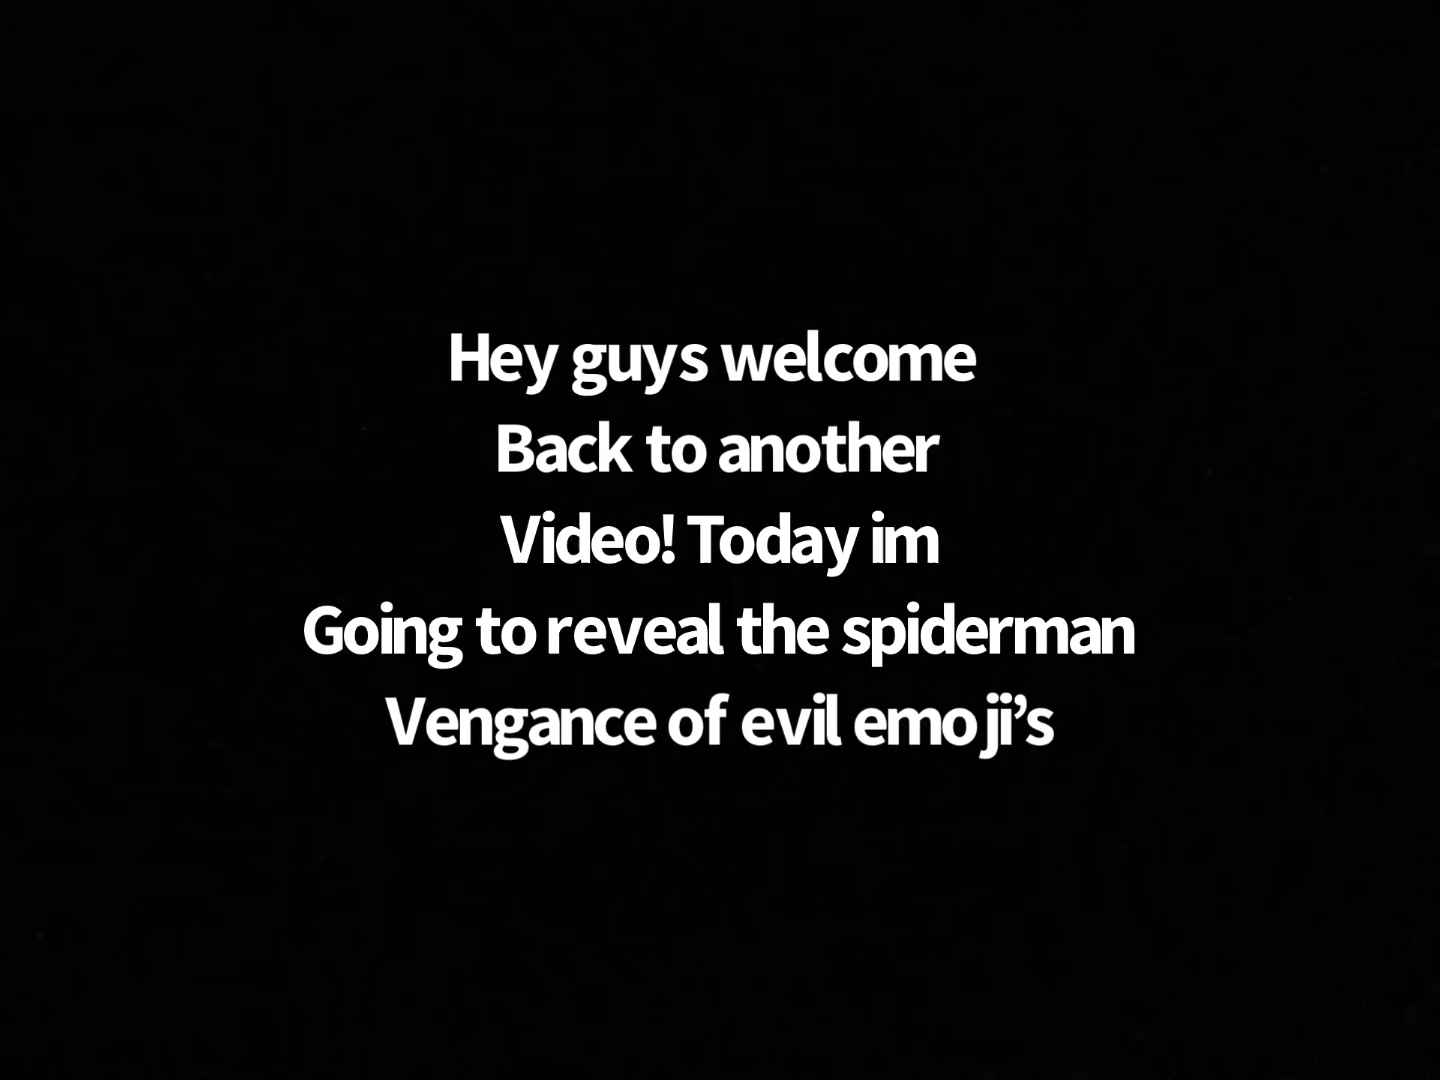 Hey guys welcome
Back to another
Video! Today im
Going to reveal the spiderman
Vengance of evil emoji’s